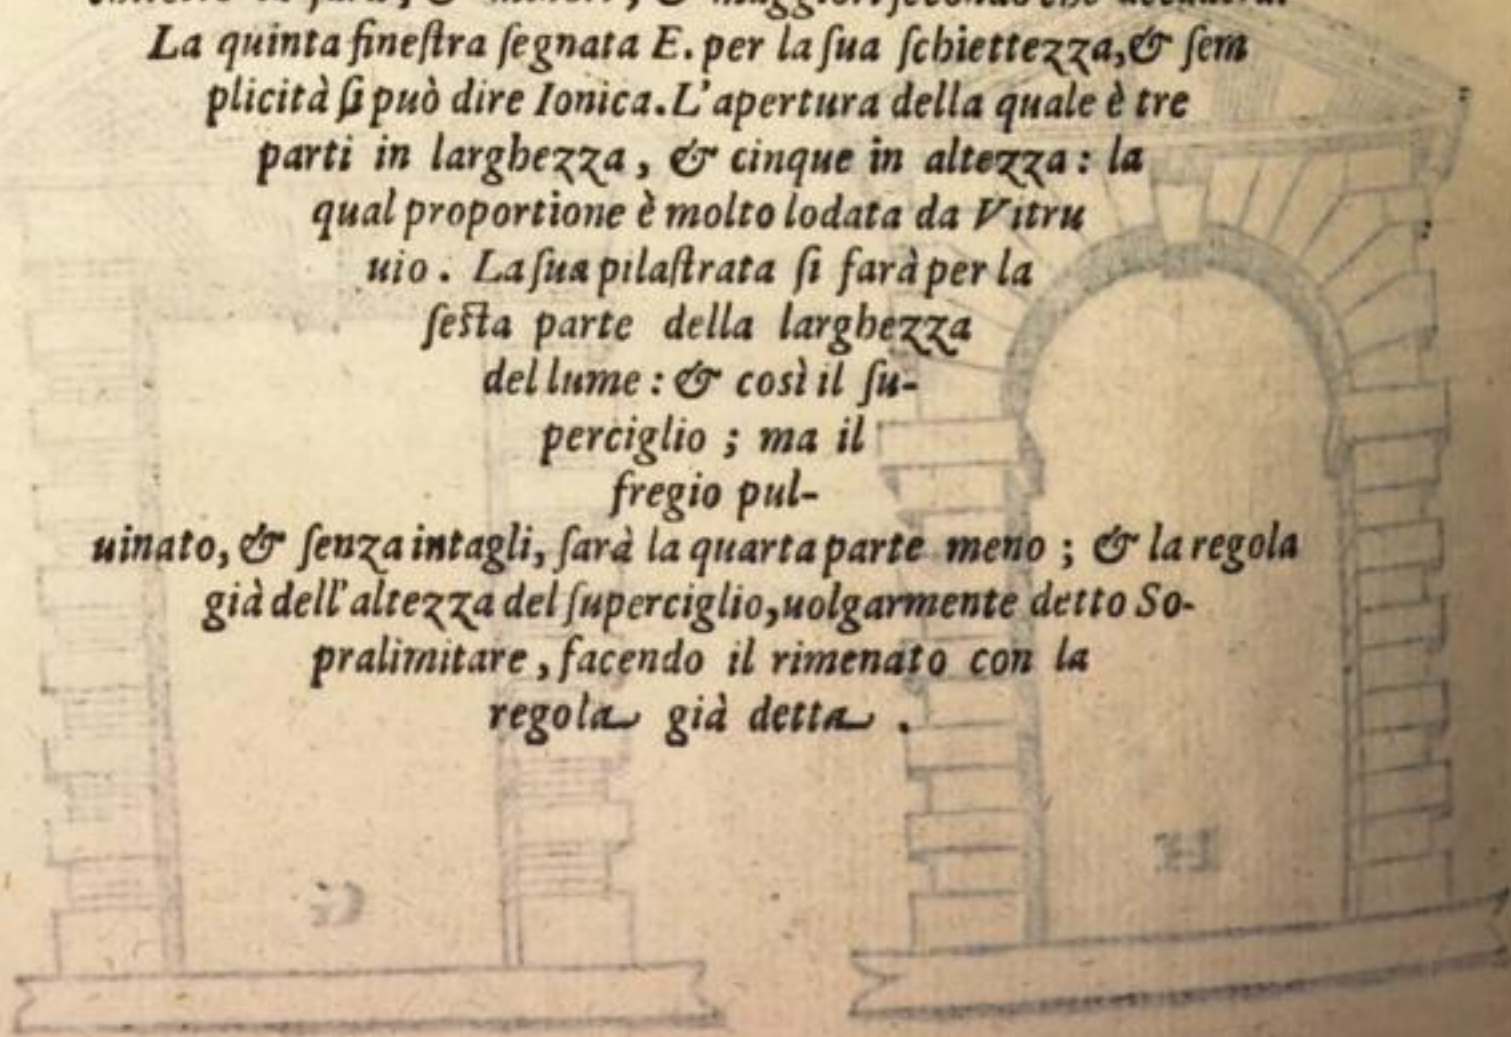 La quinta fineſtra ſegnata E. per la ſua ſchiettezza, & ſem
plicità ſi può dire Ionica. L'apertura della quale è tre
parti in larghezza, & cinque in altezza: la
qual proportione è molto lodata da Vitru
uio. La ſua pilaſtrata ſi farà per la
ſeſta parte della larghezza
del lume: & così il ſu-
perciglio; ma il
fregio pul-
uinato, & ſenza intagli, ſarà la quarta parte meno; & la regola
già dell'altezza del ſuperciglio, uolgarmente detto So-
pralimitare, facendo il rimenato con la
regola già detta.
G
H